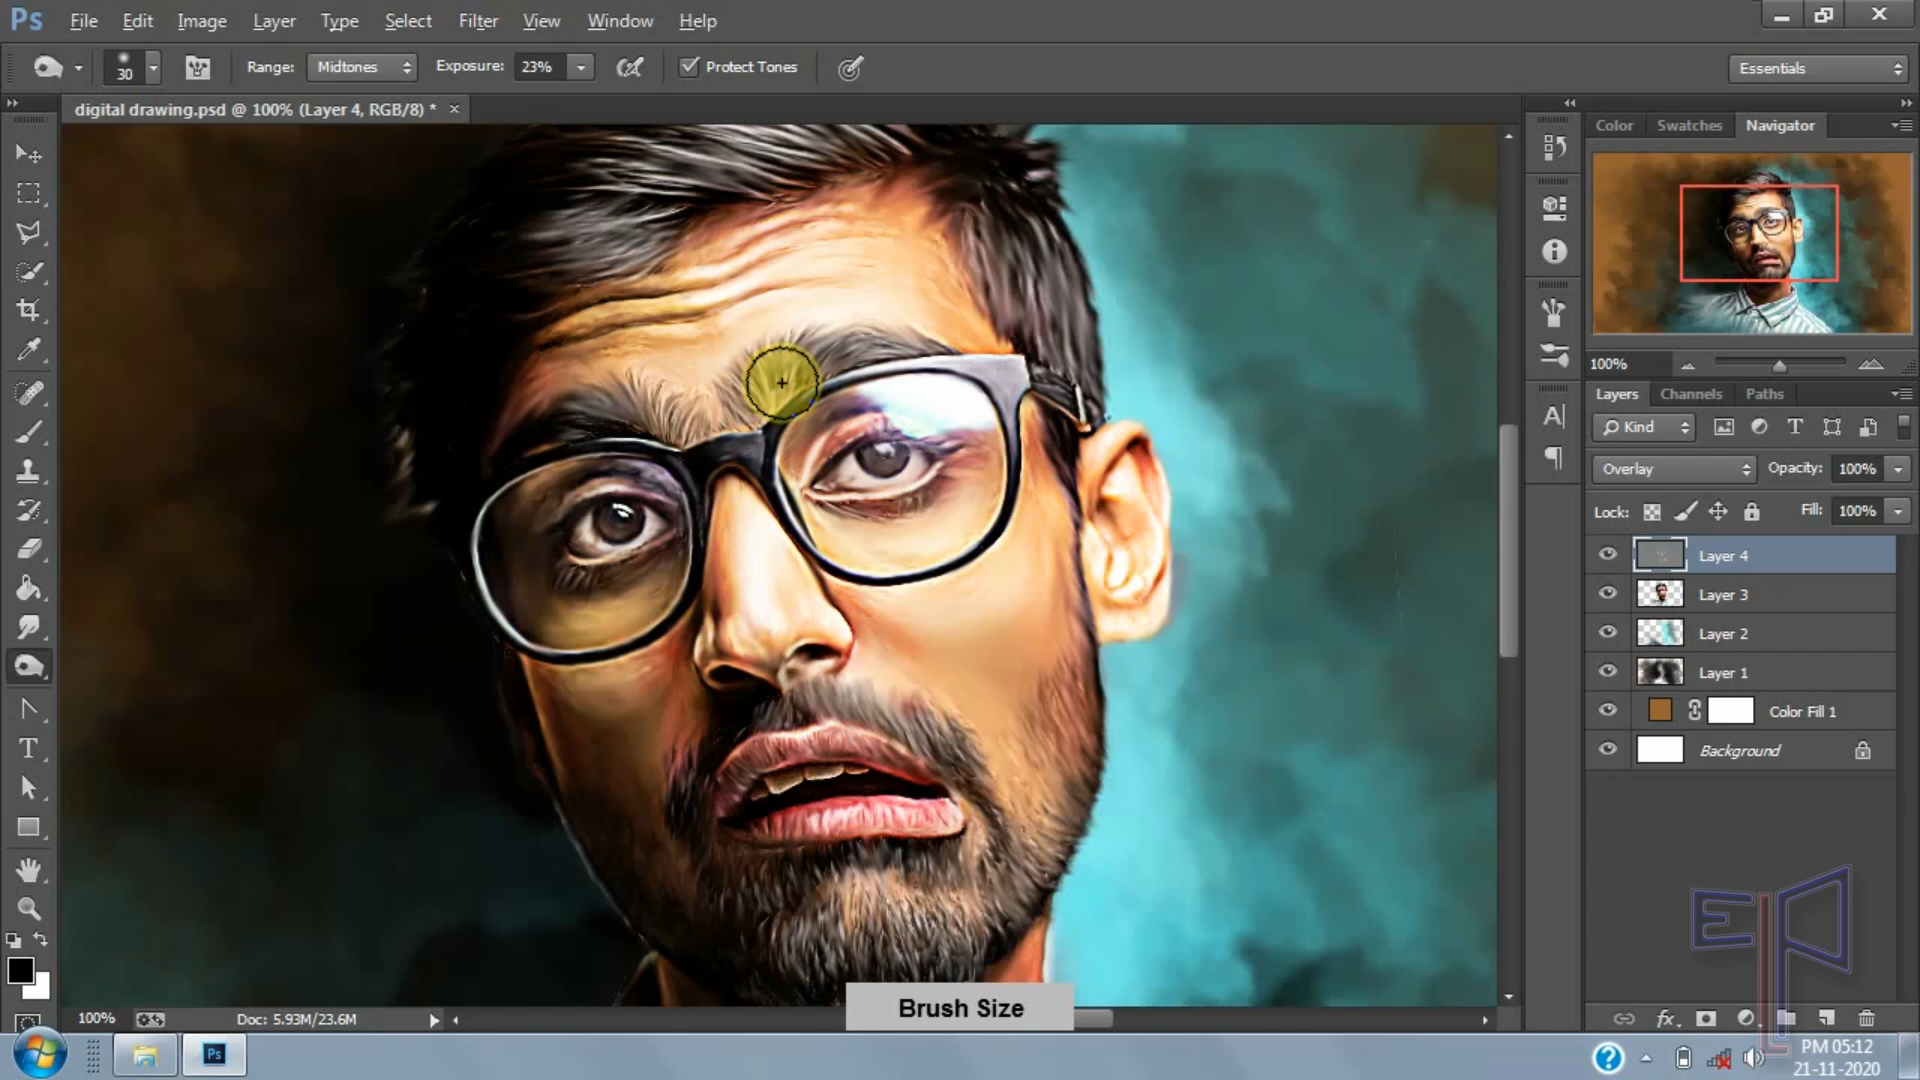 Ps File Edit Image Layer Type Select Filter View Window Help
30 Range: Midtones Exposure: 23% Protect Tones Essentials
digital drawing.psd @ 100% (Layer 4, RGB/8) * ×
Color Swatches Navigator
100%
Layers Channels Paths
Kind
Overlay Opacity: 100%
Lock: Fill: 100%
Layer 4
Layer 3
Layer 2
Layer 1
Color Fill 1
Background
100% Doc: 5.93M/23.6M
Brush Size
Ps
PM 05:12
21-11-2020